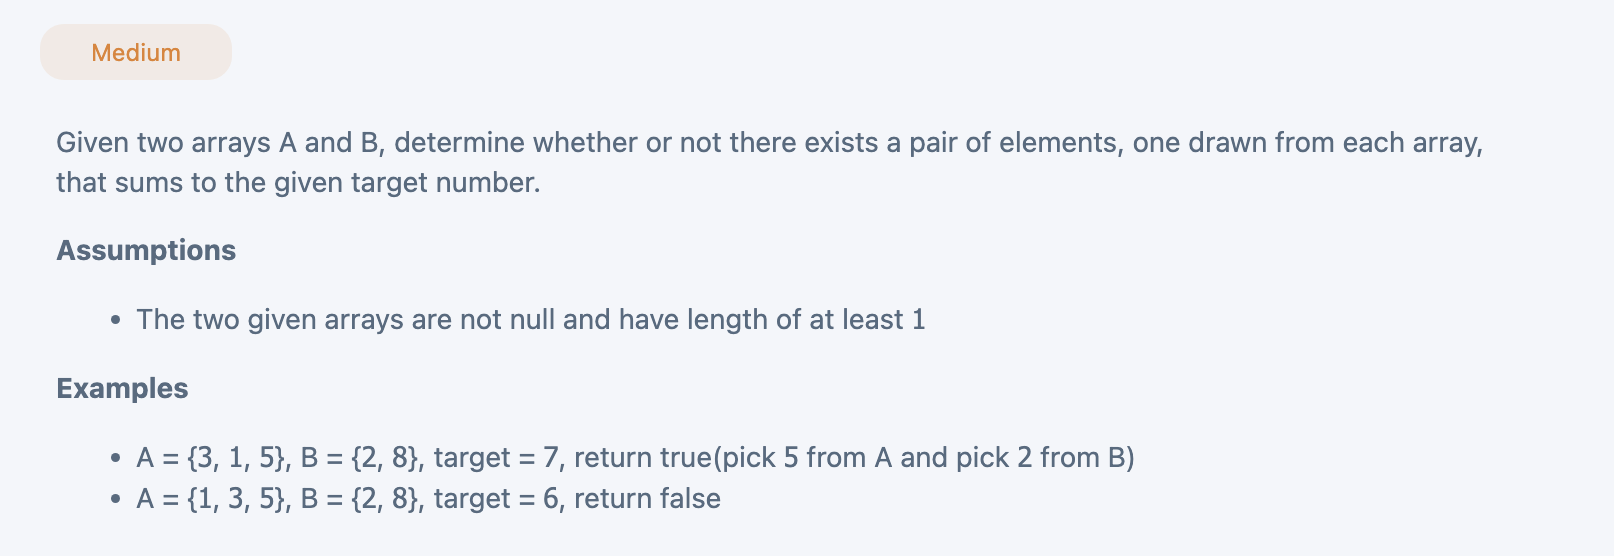 Medium
Given two arrays A and B, determine whether or not there exists a pair of elements, one drawn from each array,
that sums to the given target number.
Assumptions
• The two given arrays are not null and have length of at least 1
Examples
• A = {3, 1, 5}, B = {2, 8}, target = 7, return true(pick 5 from A and pick 2 from B)
• A = {1, 3, 5}, B = {2, 8}, target = 6, return false